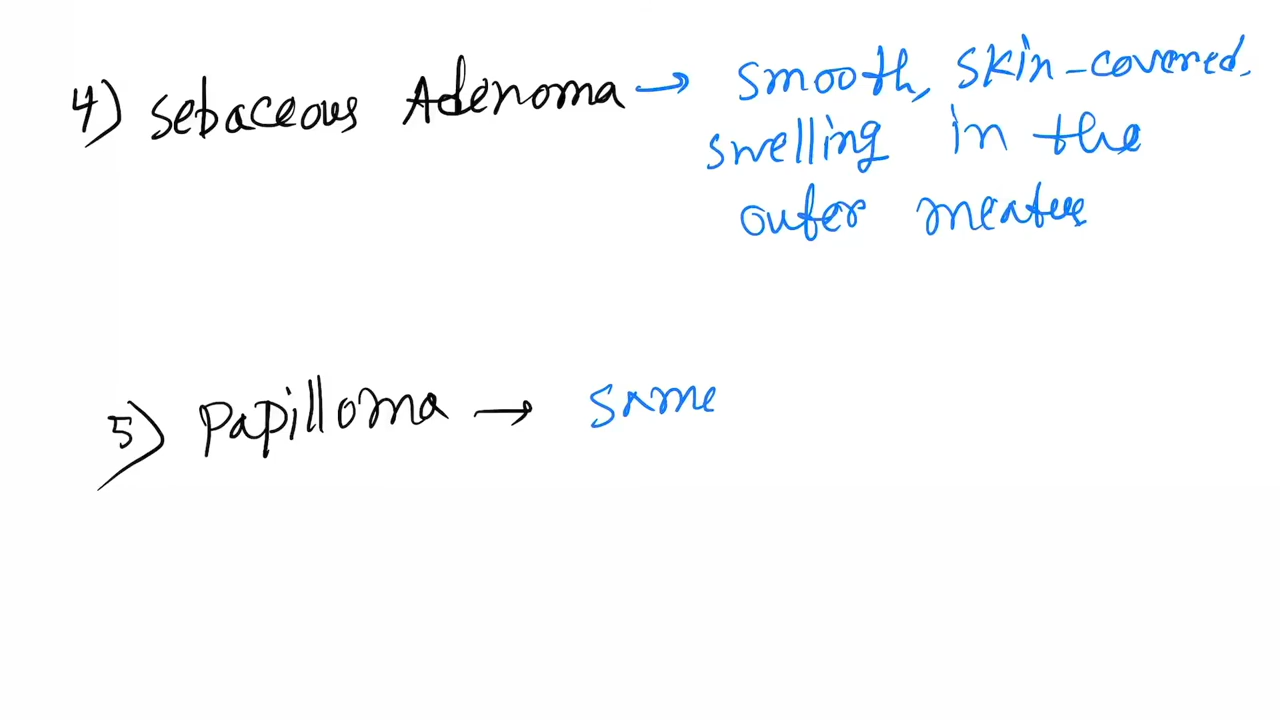 4) Sebaceous Adenoma → smooth, skin-covered.
swelling in the
outer meatus
5) Papilloma → same